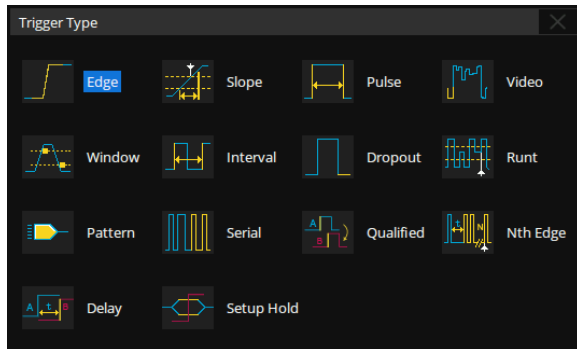 Trigger Type
Edge Slope Pulse Video
Window Interval Dropout Runt
Pattern Serial A B Qualified N Nth Edge
A t B Delay Setup Hold